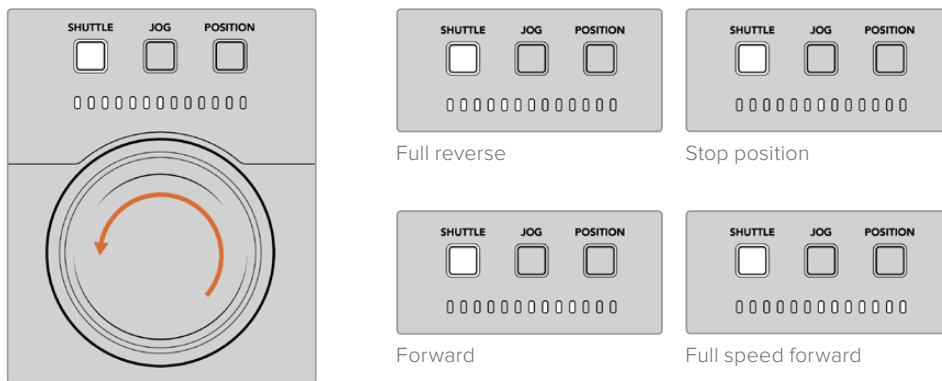 SHUTTLE JOG POSITION
SHUTTLE JOG POSITION
Full reverse
SHUTTLE JOG POSITION
Stop position
SHUTTLE JOG POSITION
Forward
SHUTTLE JOG POSITION
Full speed forward